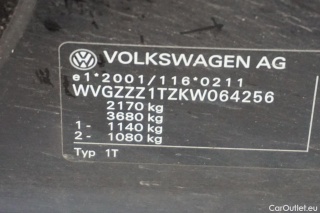 VOLKSWAGEN AG
e1*2001/116*0211
WVGZZZ1TZKW064256
2170 kg
3680 kg
1- 1140 kg
2- 1080 kg
Typ 1T
CarOutlet.eu